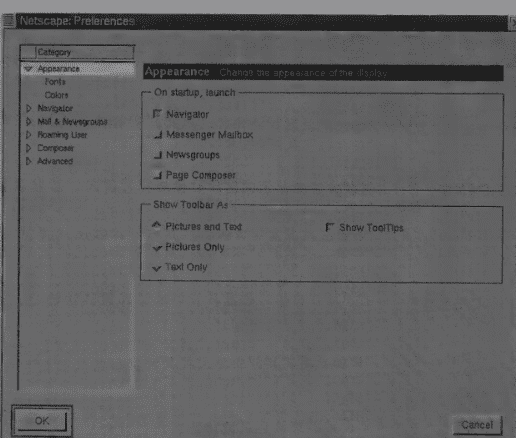 Netscape: Preferences
Category
Appearance
Fonts
Colors
Navigator
Mail & Newsgroups
Roaming User
Composer
Advanced
Appearance Change the appearance of the display
On startup, launch
Navigator
Messenger Mailbox
Newsgroups
Page Composer
Show Toolbar As
Pictures and Text
Show ToolTips
Pictures Only
Text Only
OK
Cancel